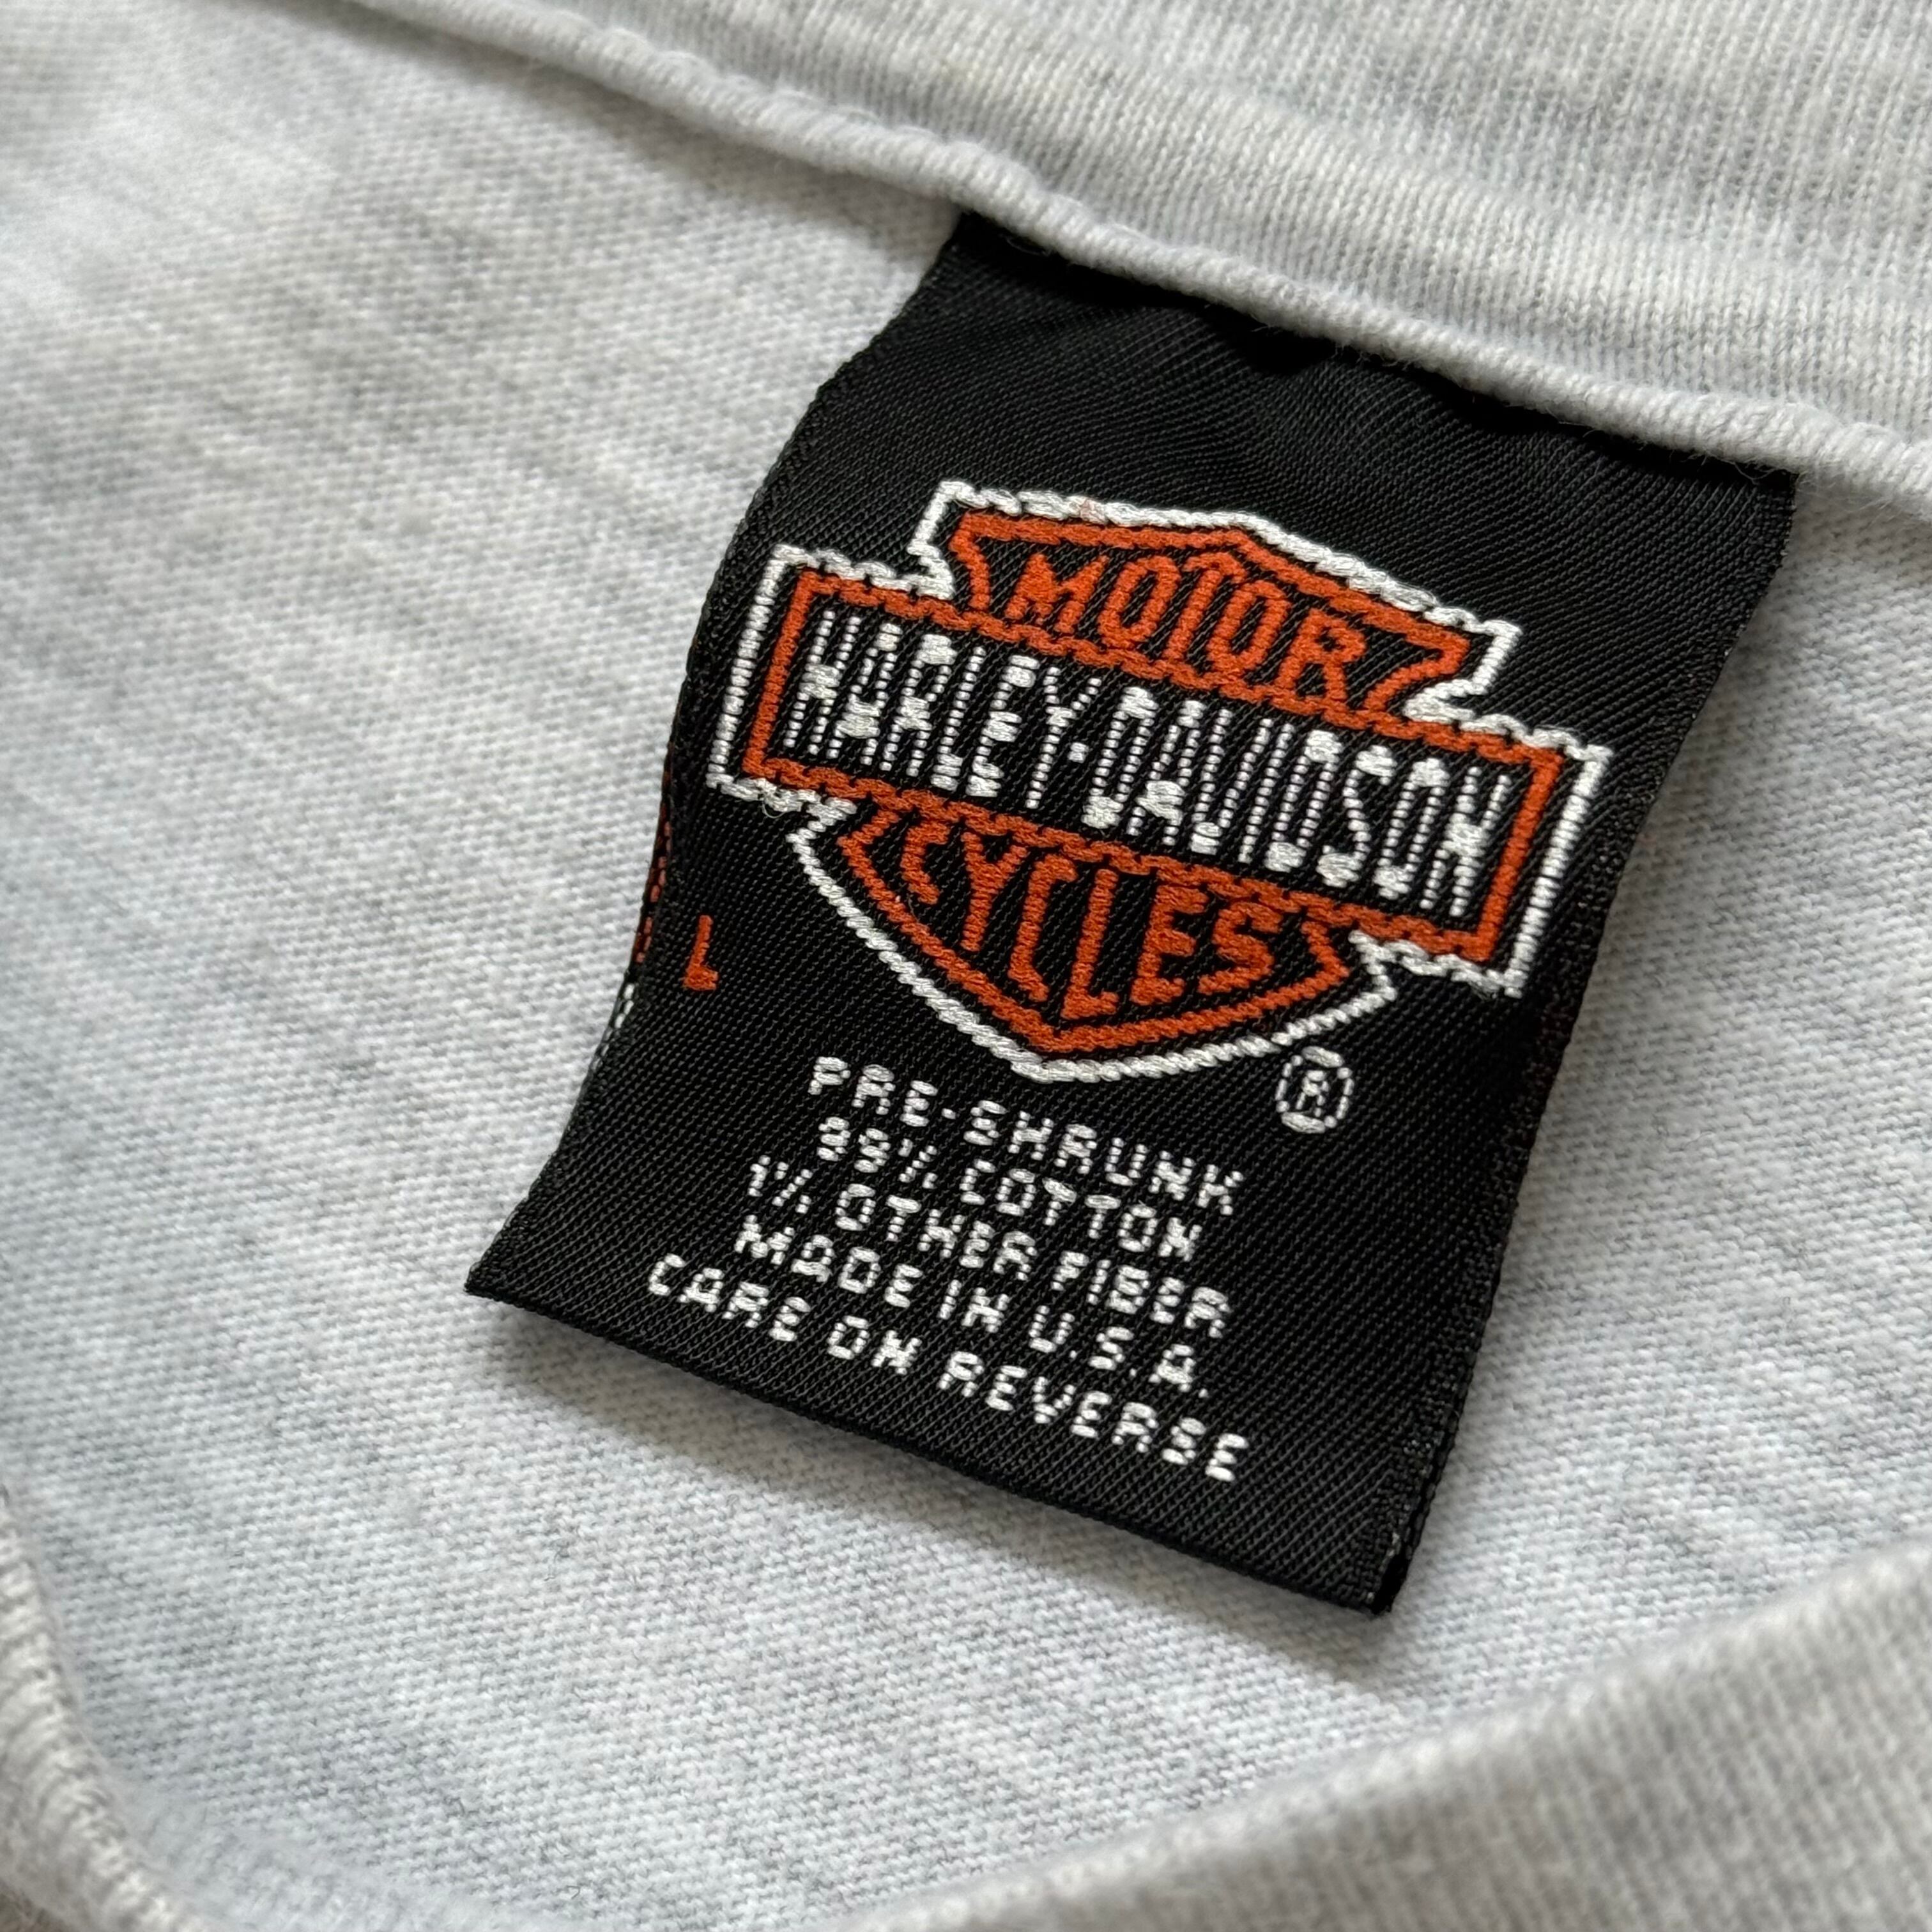 MOTOR
HARLEY-DAVIDSON
CYCLES
L
®
PRE-SHRUNK
99% COTTON
1% OTHER FIBER
MADE IN U.S.A.
CARE ON REVERSE